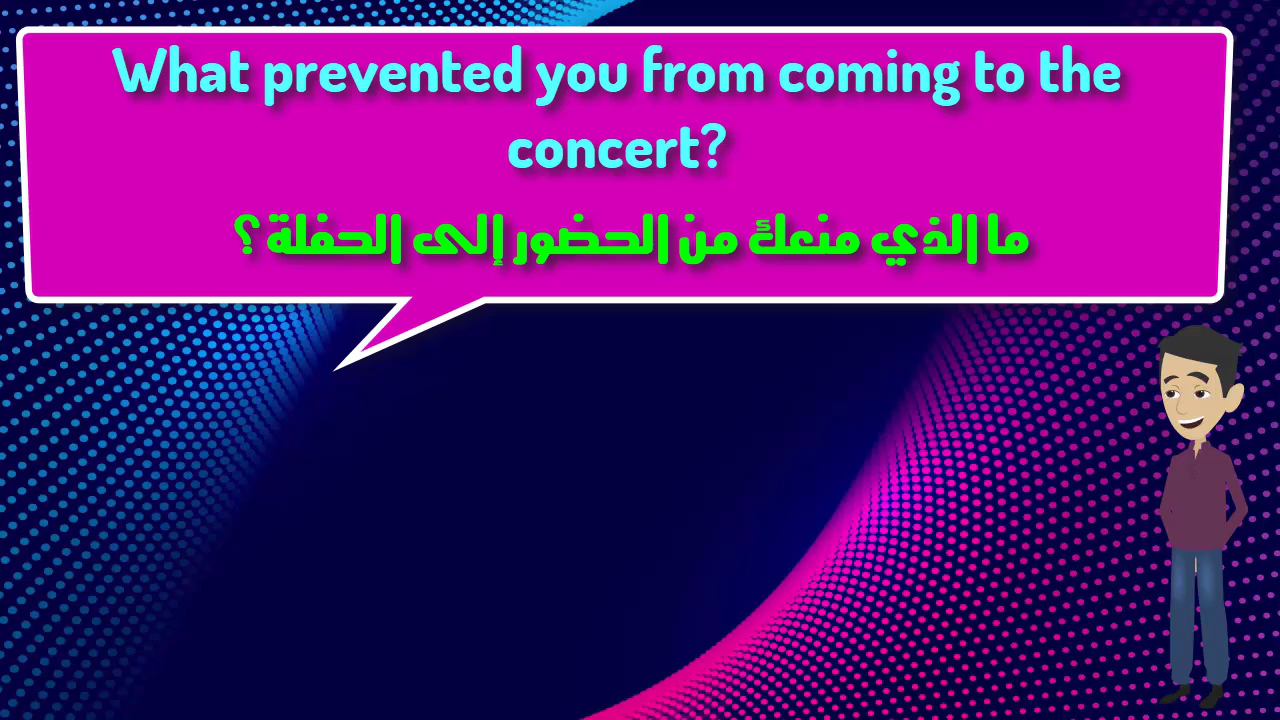 What prevented you from coming to the
concert?
ما الذي منعك من الحضور إلى الحفلة ؟